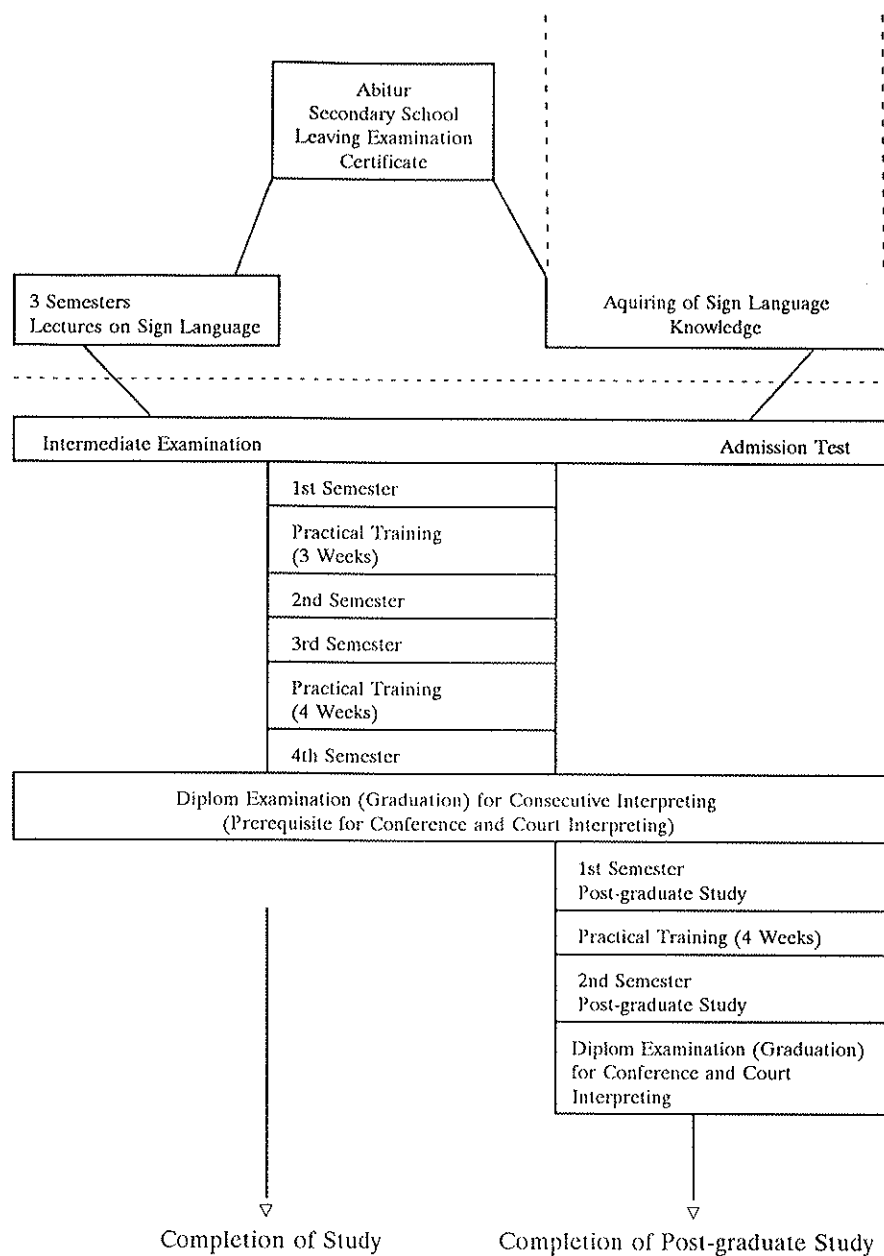 Abitur
Secondary School
Leaving Examination
Certificate
3 Semesters
Lectures on Sign Language
Aquiring of Sign Language
Knowledge
Intermediate Examination
Admission Test
1st Semester
Practical Training
(3 Weeks)
2nd Semester
3rd Semester
Practical Training
(4 Weeks)
4th Semester
Diplom Examination (Graduation) for Consecutive Interpreting
(Prerequisite for Conference and Court Interpreting)
1st Semester
Post-graduate Study
Practical Training (4 Weeks)
2nd Semester
Post-graduate Study
Diplom Examination (Graduation)
for Conference and Court
Interpreting
Completion of Study
Completion of Post-graduate Study